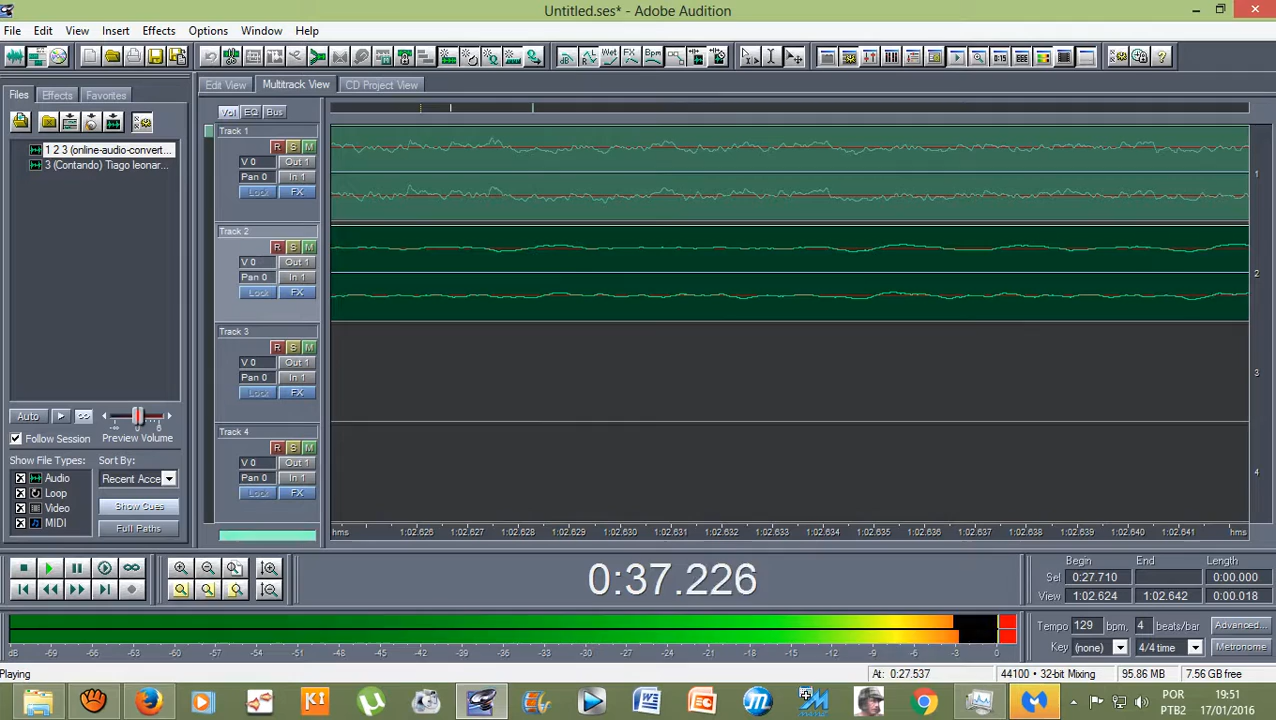 Untitled.ses* - Adobe Audition
File Edit View Insert Effects Options Window Help
Edit View Multitrack View CD Project View
Files Effects Favorites
Vol EQ Bus
1 2 3 (online-audio-convert...
3 (Contando) Tiago leonar...
Track 1
R S M
V 0 Out 1
Pan 0 In 1
Lock FX
1
Track 2
R S M
V 0 Out 1
Pan 0 In 1
Lock FX
2
Track 3
R S M
V 0 Out 1
Pan 0 In 1
Lock FX
3
Track 4
R S M
V 0 Out 1
Pan 0 In 1
Lock FX
4
Auto
Follow Session Preview Volume
Show File Types: Sort By:
Audio Recent Acce
Loop
Video Show Cues
MIDI Full Paths
hms 1:02.626 1:02.627 1:02.628 1:02.629 1:02.630 1:02.631 1:02.632 1:02.633 1:02.634 1:02.635 1:02.636 1:02.637 1:02.638 1:02.639 1:02.640 1:02.641 hms
0:37.226
Begin End Length
Sel 0:27.710 0:00.000
View 1:02.624 1:02.642 0:00.018
dB -69 -66 -63 -60 -57 -54 -51 -48 -45 -42 -39 -36 -33 -30 -27 -24 -21 -18 -15 -12 -9 -6 -3 0
Tempo 129 bpm, 4 beats/bar Advanced...
Key (none) 4/4 time Metronome
Playing At: 0:27.537 44100 · 32-bit Mixing 95.86 MB 7.56 GB free
POR 19:51
PTB2 17/01/2016